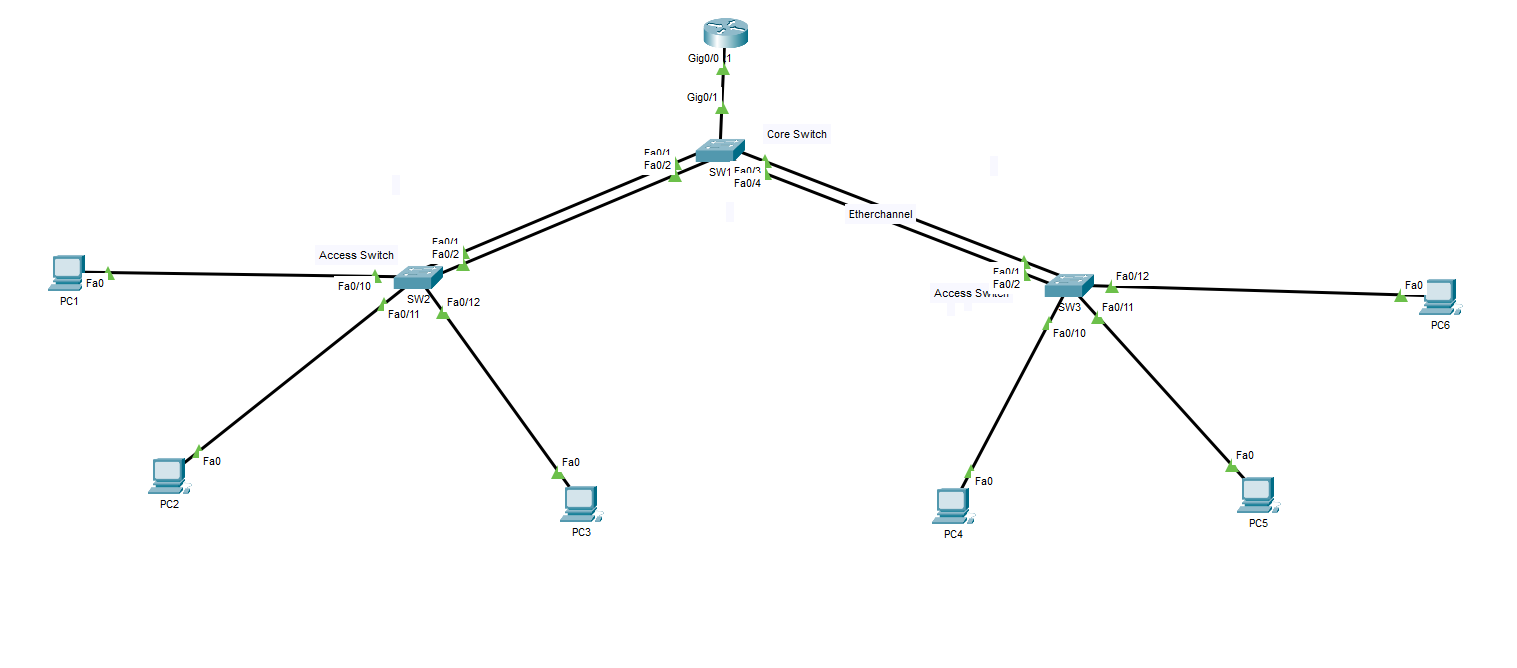 Gig0/0
Gig0/1
Core Switch
Fa0/1
Fa0/2
SW1
Fa0/3
Fa0/4
Etherchannel
Fa0/1
Fa0/2
Access Switch
Fa0
Fa0/10
SW2
Fa0/12
Fa0/11
PC1
Fa0/1
Fa0/2
Access Switch
Fa0/12
SW3
Fa0/11
Fa0/10
Fa0
PC6
Fa0
PC2
Fa0
PC3
Fa0
PC4
Fa0
PC5